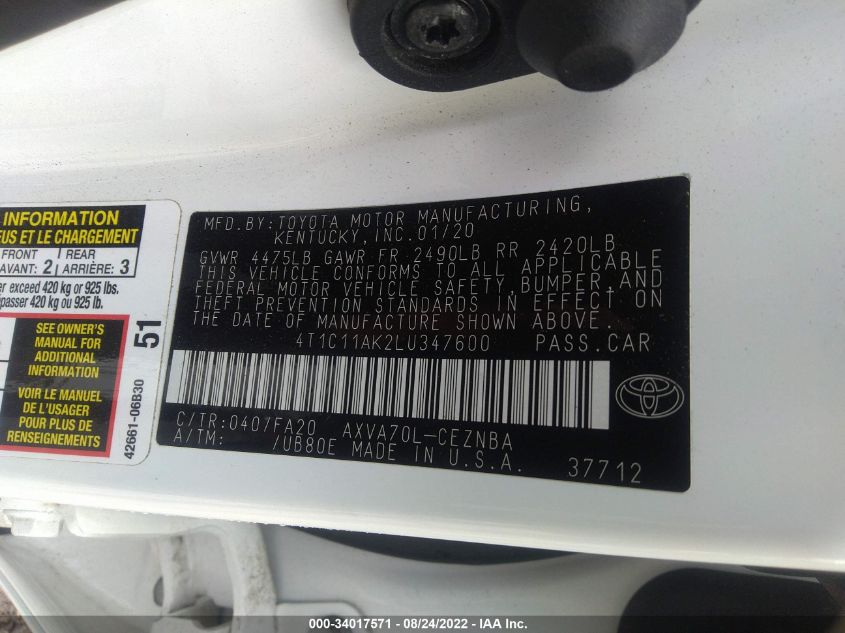 MFD. BY: TOYOTA MOTOR MANUFACTURING,
KENTUCKY, INC. 01/20
GVWR 4475LB GAWR FR 2490LB RR 2420LB
THIS VEHICLE CONFORMS TO ALL APPLICABLE
FEDERAL MOTOR VEHICLE SAFETY, BUMPER, AND
THEFT PREVENTION STANDARDS IN EFFECT ON
THE DATE OF MANUFACTURE SHOWN ABOVE.
4T1C11AK2LU347600 PASS. CAR
C/TR: 0407FA20 AXVA70L-CEZNBA
A/TM: /UB80E MADE IN U.S.A. 37712
INFORMATION
ET LE CHARGEMENT
FRONT REAR
AVANT: 2 ARRIÈRE: 3
exceed 420 kg or 925 lbs.
420 kg ou 925 lb.
SEE OWNER'S
MANUAL FOR
ADDITIONAL
INFORMATION
VOIR LE MANUEL
DE L'USAGER
POUR PLUS DE
RENSEIGNEMENTS
51
42661-06B30
000-34017571 - 08/24/2022 - IAA Inc.